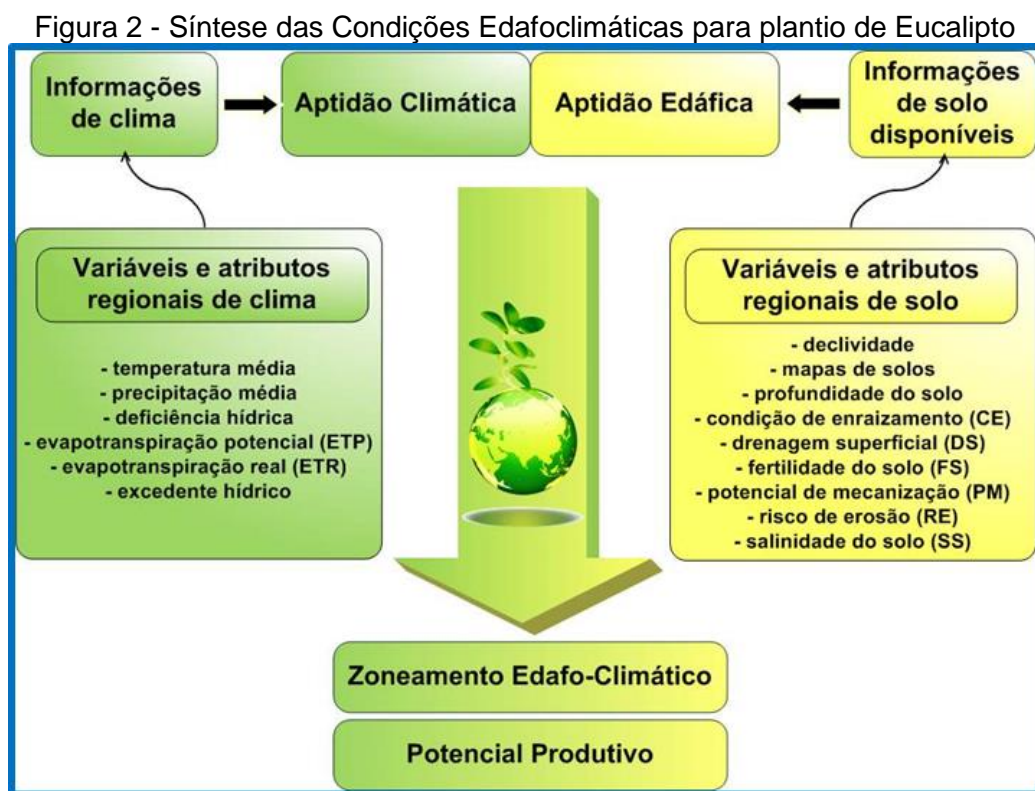 Figura 2 - Síntese das Condições Edafoclimáticas para plantio de Eucalipto
Informações
de clima
Aptidão Climática
Aptidão Edáfica
Informações
de solo
disponíveis
Variáveis e atributos
regionais de clima
- temperatura média
- precipitação média
- deficiência hídrica
- evapotranspiração potencial (ETP)
- evapotranspiração real (ETR)
- excedente hídrico
Variáveis e atributos
regionais de solo
- declividade
- mapas de solos
- profundidade do solo
- condição de enraizamento (CE)
- drenagem superficial (DS)
- fertilidade do solo (FS)
- potencial de mecanização (PM)
- risco de erosão (RE)
- salinidade do solo (SS)
Zoneamento Edafo-Climático
Potencial Produtivo